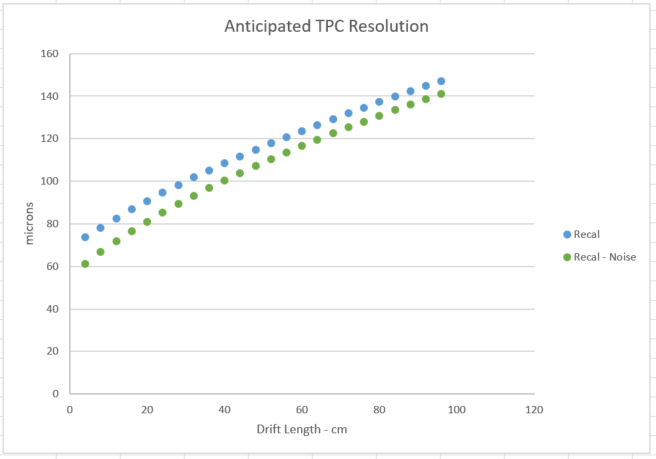 Anticipated TPC Resolution
160
140
120
100
80
60
40
20
0
microns
0 20 40 60 80 100 120
Drift Length - cm
Recal
Recal - Noise